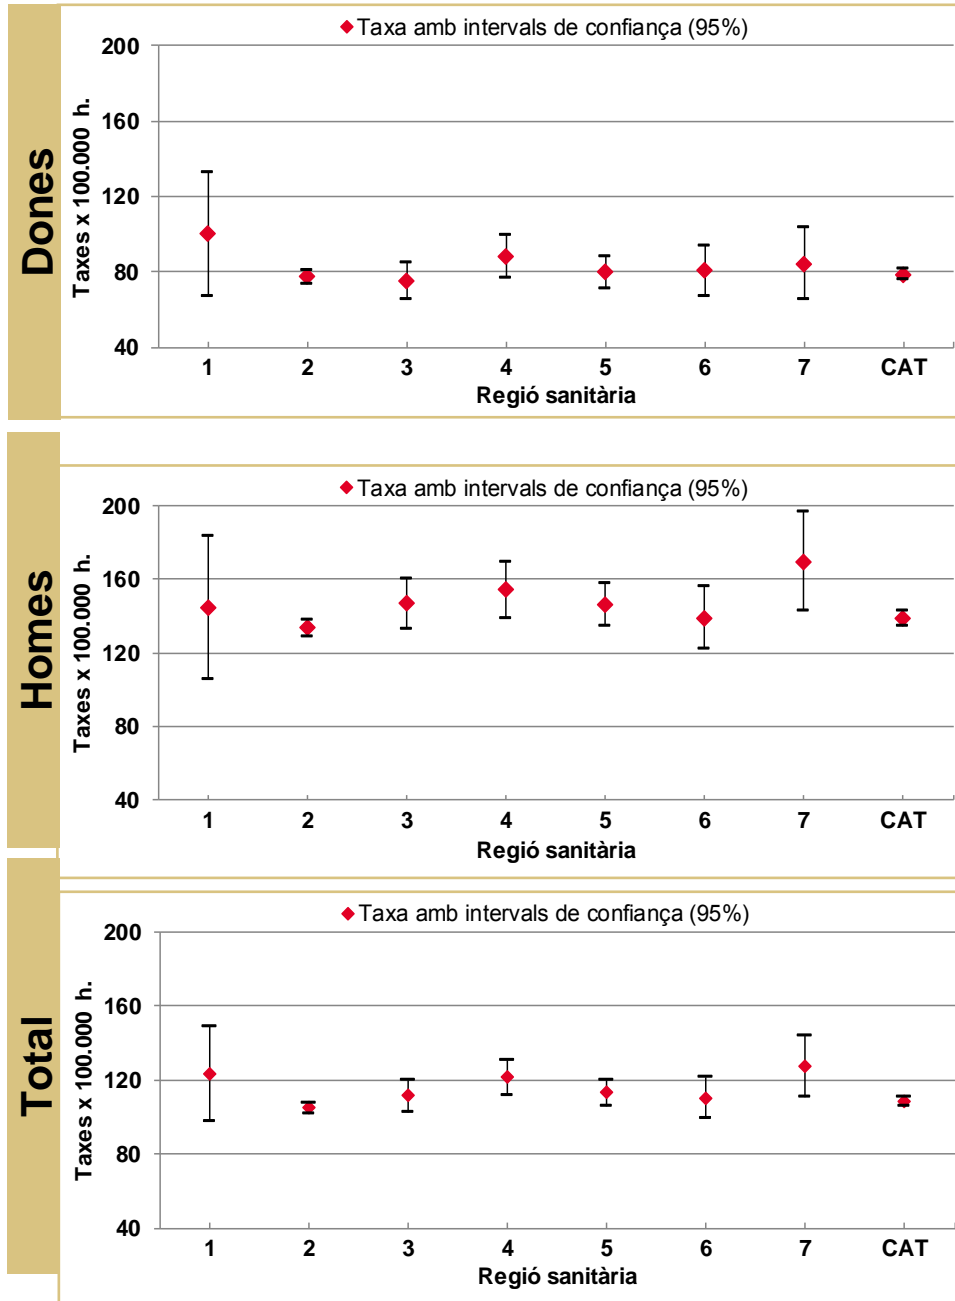 Dones
Taxa amb intervals de confiança (95%)
Taxes x 100.000 h.
200
160
120
80
40
1 2 3 4 5 6 7 CAT
Regió sanitària
Homes
Taxa amb intervals de confiança (95%)
Taxes x 100.000 h.
200
160
120
80
40
1 2 3 4 5 6 7 CAT
Regió sanitària
Total
Taxa amb intervals de confiança (95%)
Taxes x 100.000 h.
200
160
120
80
40
1 2 3 4 5 6 7 CAT
Regió sanitària